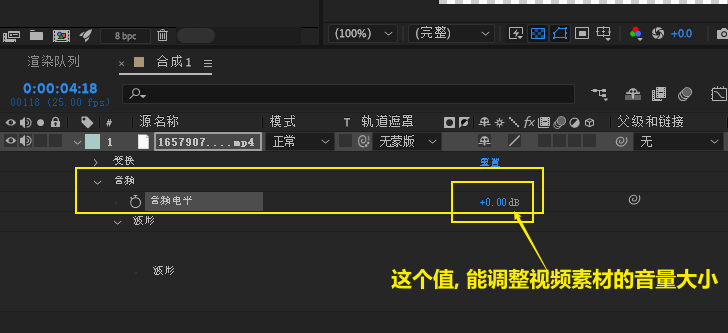 8 bpc
(100%)
(完整)
+0.0
渲染队列
× 合成1
0:00:04:18
00118 (25.00 fps)
# 源名称 模式 T 轨道遮罩 fx 父级和链接
1 1657907....mp4 正常 无蒙版 无
变换 重置
音频
音频电平 +0.00dB
波形
波形
这个值, 能调整视频素材的音量大小